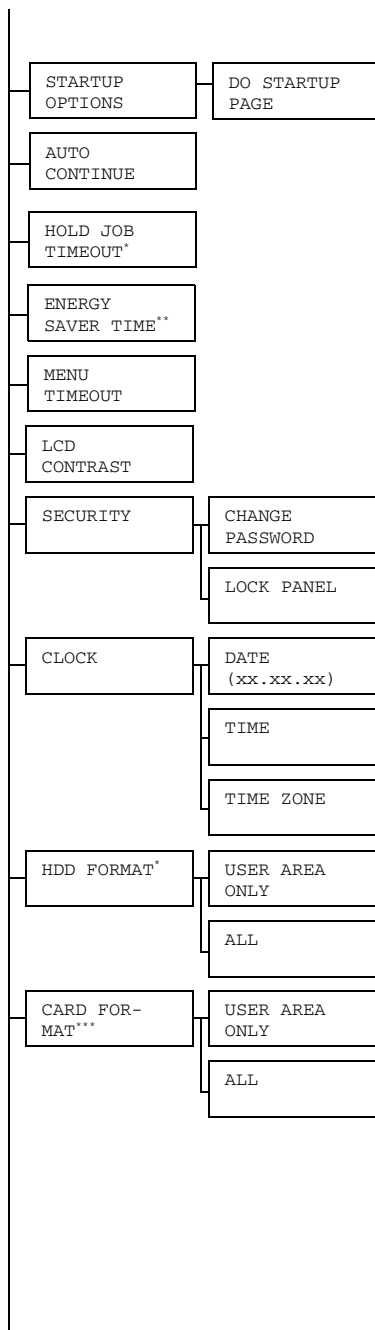 STARTUP OPTIONS
DO STARTUP PAGE
AUTO CONTINUE
HOLD JOB TIMEOUT*
ENERGY SAVER TIME**
MENU TIMEOUT
LCD CONTRAST
SECURITY
CHANGE PASSWORD
LOCK PANEL
CLOCK
DATE (xx.xx.xx)
TIME
TIME ZONE
HDD FORMAT*
USER AREA ONLY
ALL
CARD FOR-
MAT***
USER AREA ONLY
ALL